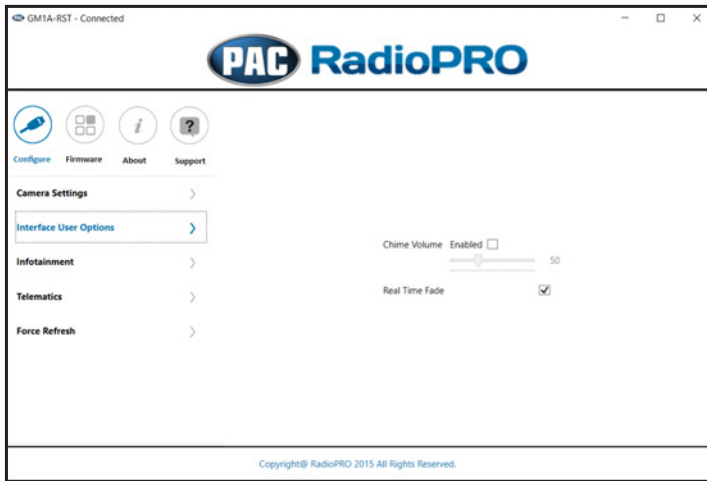 GM1A-RST - Connected
PAC RadioPRO
Configure Firmware About Support
Camera Settings
Interface User Options
Infotainment
Telematics
Force Refresh
Chime Volume Enabled
50
Real Time Fade
Copyright@ RadioPRO 2015 All Rights Reserved.